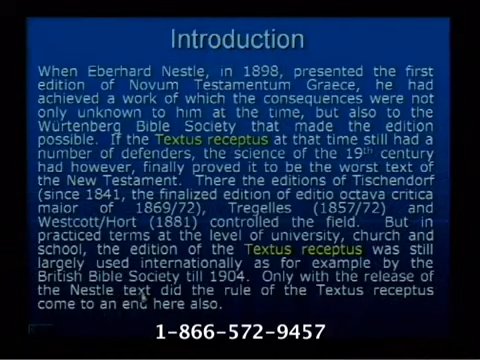 Introduction
When Eberhard Nestle, in 1898, presented the first
edition of Novum Testamentum Graece, he had
achieved a work of which the consequences were not
only unknown to him at the time, but also to the
Würtenberg Bible Society that made the edition
possible. If the Textus receptus at that time still had a
number of defenders, the science of the 19th century
had however, finally proved it to be the worst text of
the New Testament. There the editions of Tischendorf
(since 1841, the finalized edition of editio octava critica
maior of 1869/72), Tregelles (1857/72) and
Westcott/Hort (1881) controlled the field. But in
practiced terms at the level of university, church and
school, the edition of the Textus receptus was still
largely used internationally as for example by the
British Bible Society till 1904. Only with the release of
the Nestle text did the rule of the Textus receptus
come to an end here also.
1-866-572-9457